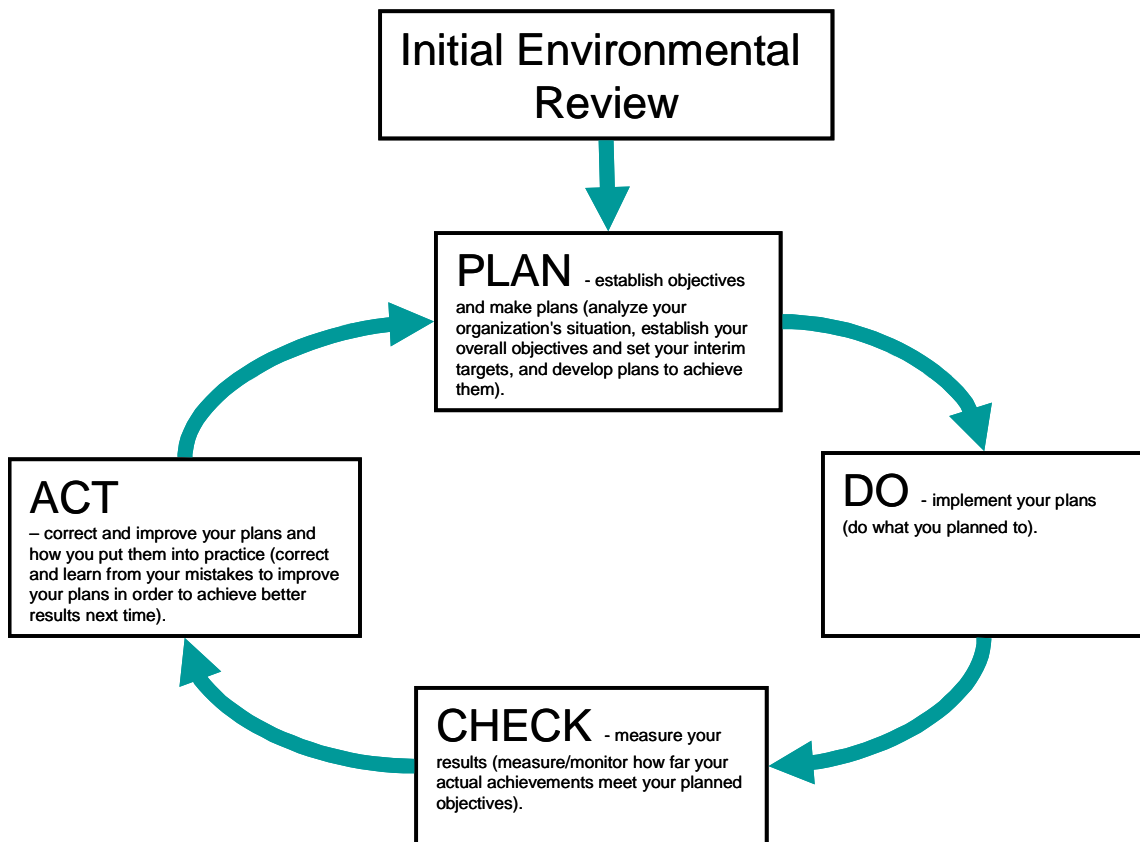 Initial Environmental
Review
PLAN - establish objectives
and make plans (analyze your
organization's situation, establish your
overall objectives and set your interim
targets, and develop plans to achieve
them).
DO - implement your plans
(do what you planned to).
CHECK - measure your
results (measure/monitor how far your
actual achievements meet your planned
objectives).
ACT
– correct and improve your plans and
how you put them into practice (correct
and learn from your mistakes to improve
your plans in order to achieve better
results next time).